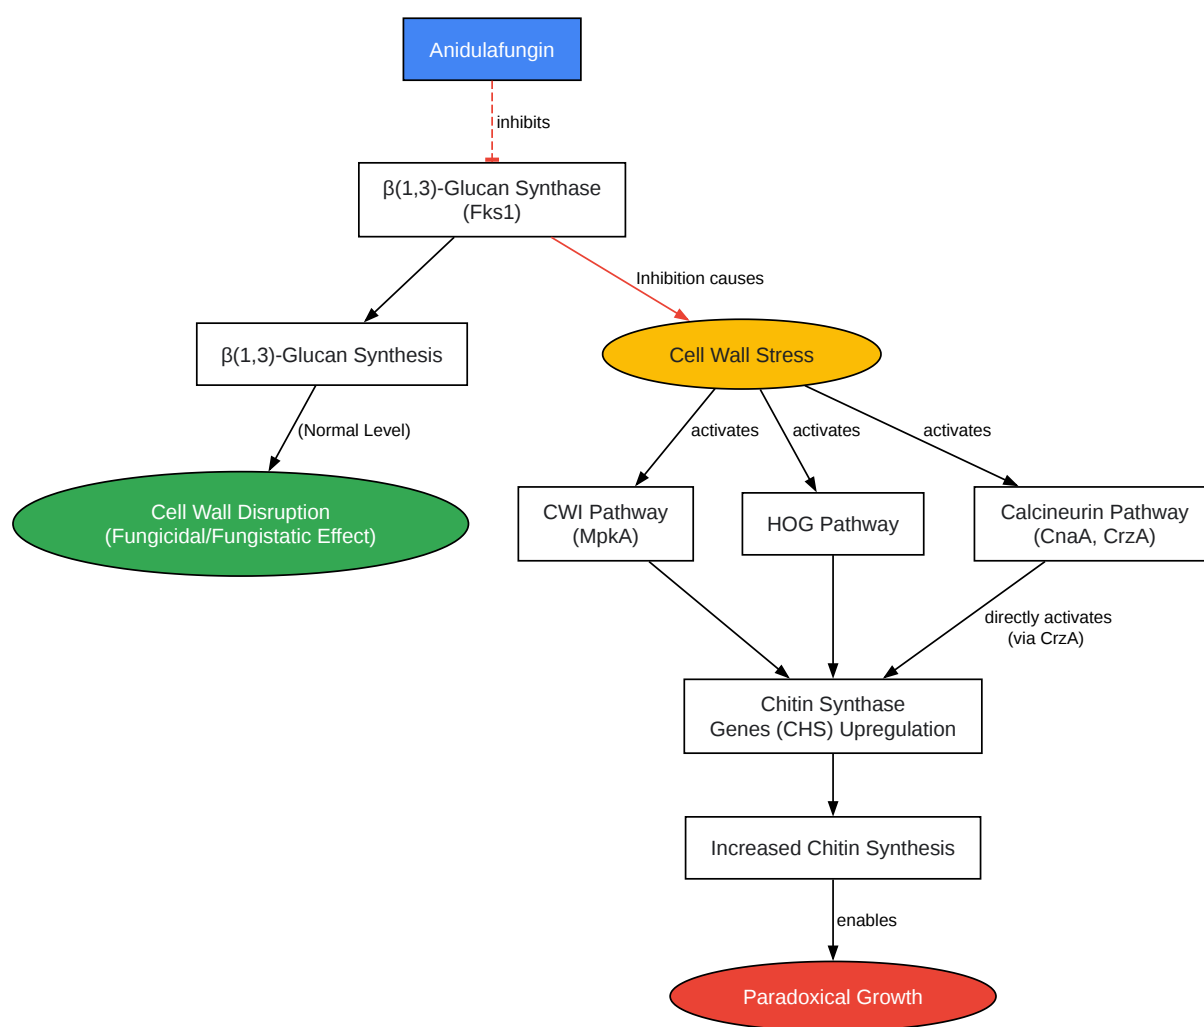 Anidulafungin
inhibits
β(1,3)-Glucan Synthase
(Fks1)
Inhibition causes
β(1,3)-Glucan Synthesis
Cell Wall Stress
(Normal Level)
activates
activates
activates
Cell Wall Disruption
(Fungicidal/Fungistatic Effect)
CWI Pathway
(MpkA)
HOG Pathway
Calcineurin Pathway
(CnaA, CrzA)
directly activates
(via CrzA)
Chitin Synthase
Genes (CHS) Upregulation
Increased Chitin Synthesis
enables
Paradoxical Growth